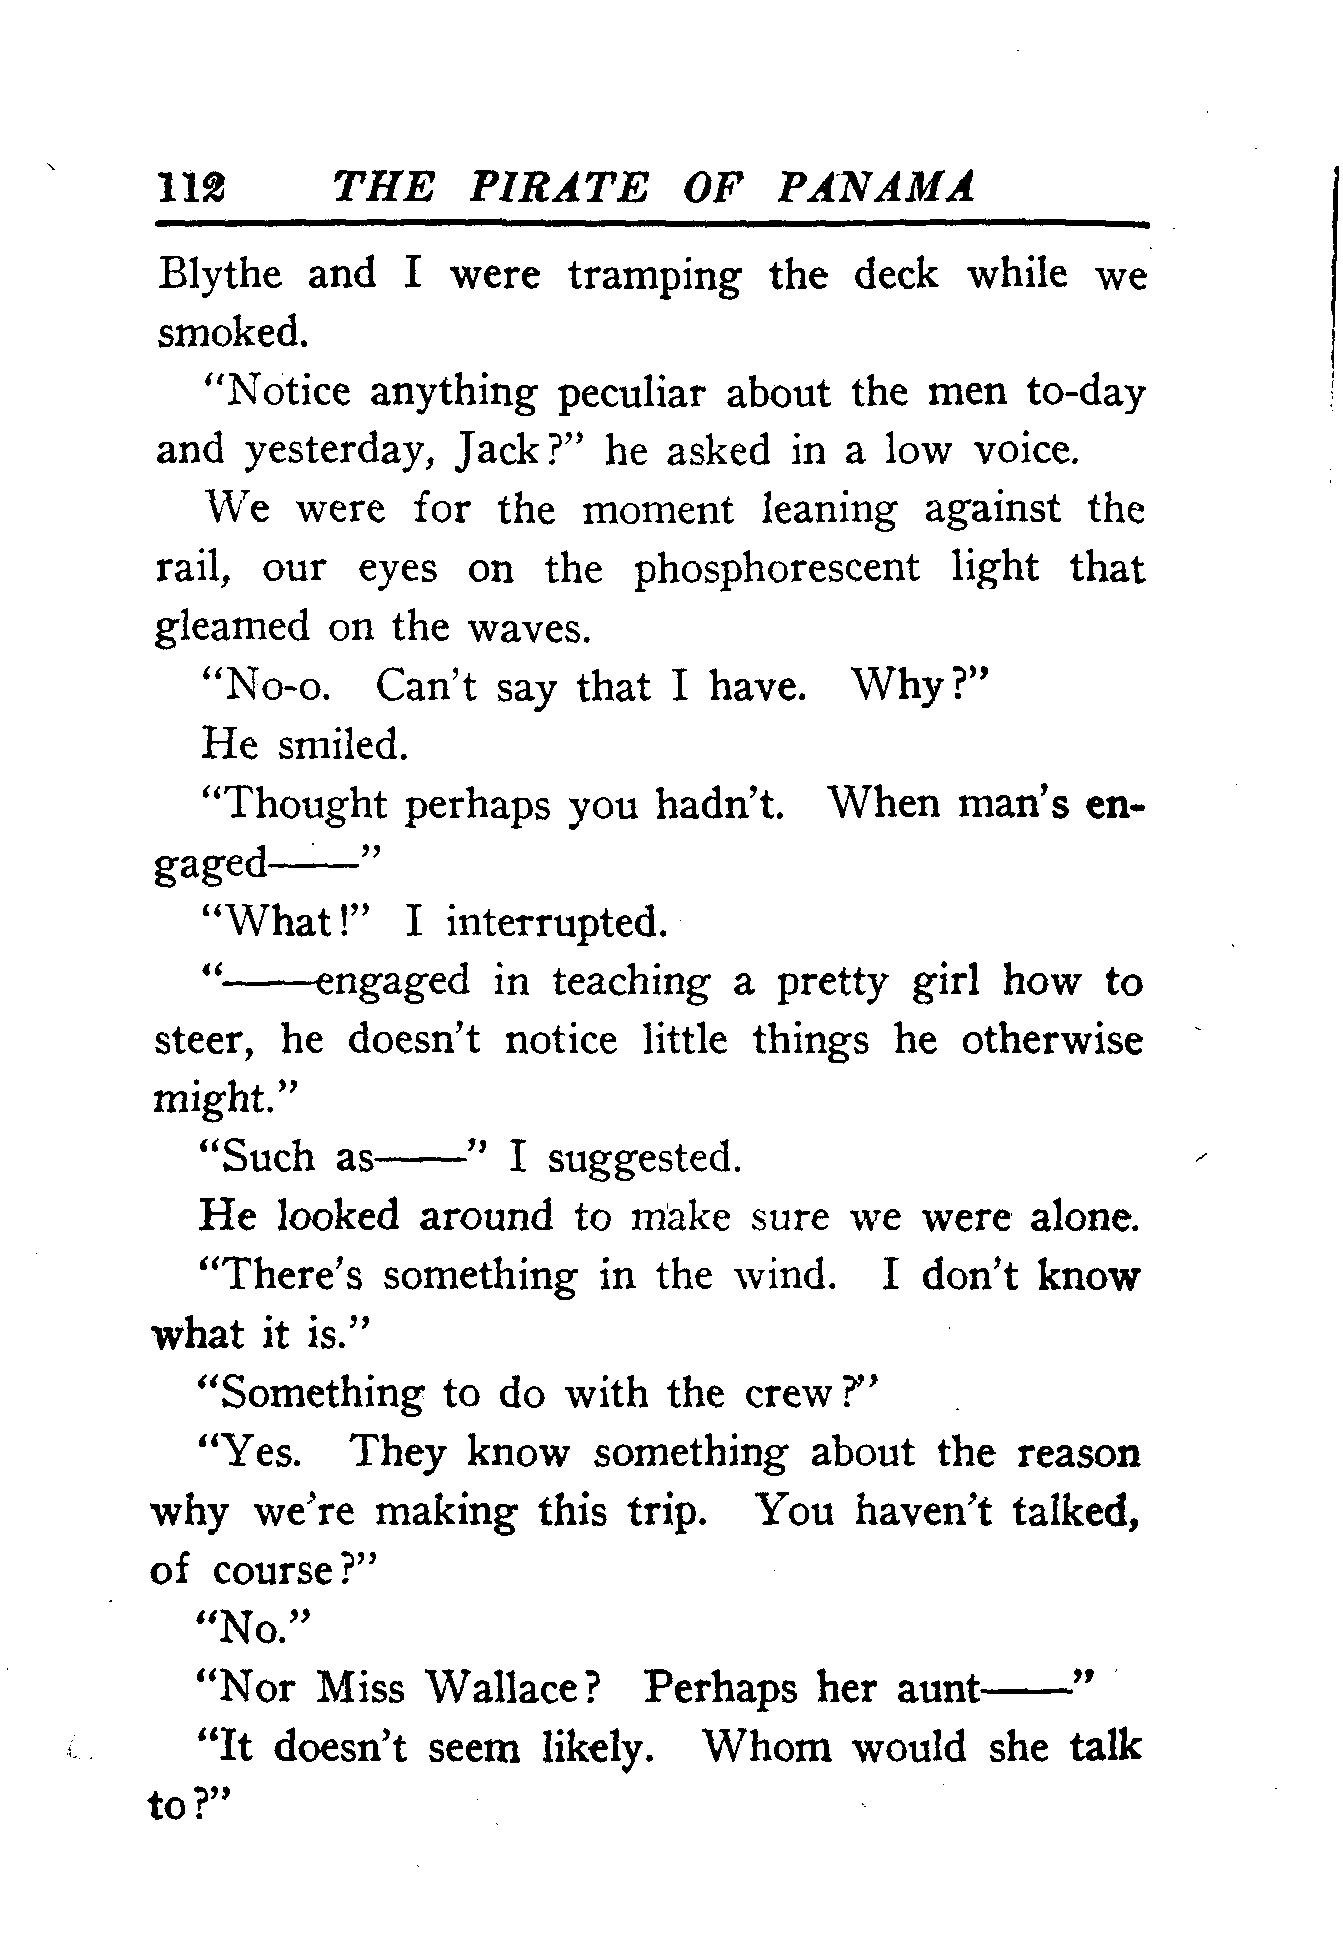 112 THE PIRATE OF PANAMA
Blythe and I were tramping the deck while we
smoked.
"Notice anything peculiar about the men to-day
and yesterday, Jack?" he asked in a low voice.
We were for the moment leaning against the
rail, our eyes on the phosphorescent light that
gleamed on the waves.
"No-o. Can't say that I have. Why?"
He smiled.
"Thought perhaps you hadn't. When man's en-
gaged——"
"What!" I interrupted.
"——engaged in teaching a pretty girl how to
steer, he doesn't notice little things he otherwise
might."
"Such as——" I suggested.
He looked around to make sure we were alone.
"There's something in the wind. I don't know
what it is."
"Something to do with the crew?"
"Yes. They know something about the reason
why we're making this trip. You haven't talked,
of course?"
"No."
"Nor Miss Wallace? Perhaps her aunt——"
"It doesn't seem likely. Whom would she talk
to?"